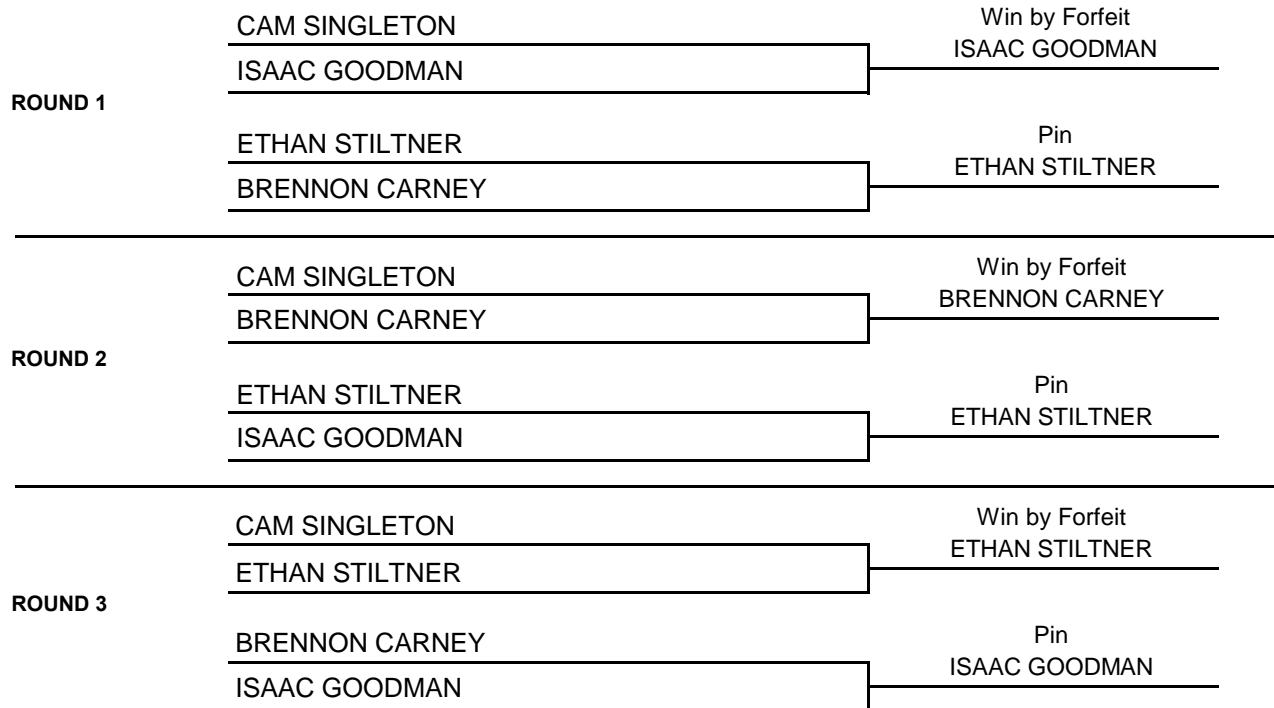 CAM SINGLETON
Win by Forfeit
ISAAC GOODMAN
ISAAC GOODMAN
ROUND 1
ETHAN STILTNER
Pin
ETHAN STILTNER
BRENNON CARNEY
CAM SINGLETON
Win by Forfeit
BRENNON CARNEY
BRENNON CARNEY
ROUND 2
ETHAN STILTNER
Pin
ETHAN STILTNER
ISAAC GOODMAN
CAM SINGLETON
Win by Forfeit
ETHAN STILTNER
ETHAN STILTNER
ROUND 3
BRENNON CARNEY
Pin
ISAAC GOODMAN
ISAAC GOODMAN